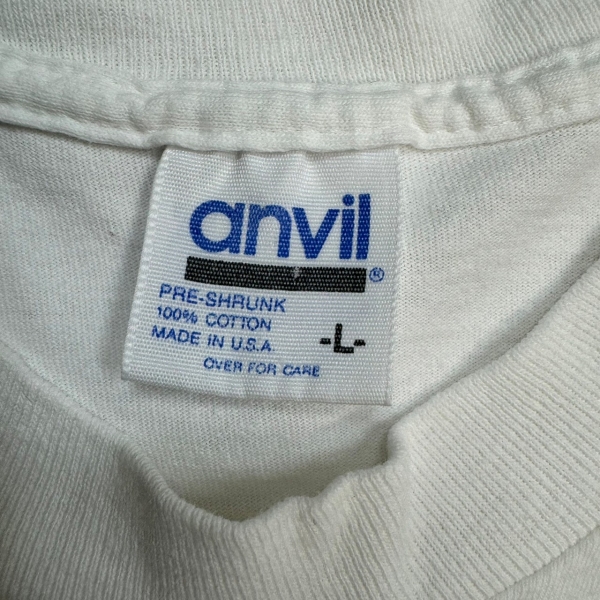 anvil
®
PRE-SHRUNK
100% COTTON
MADE IN U.S.A.
-L-
OVER FOR CARE